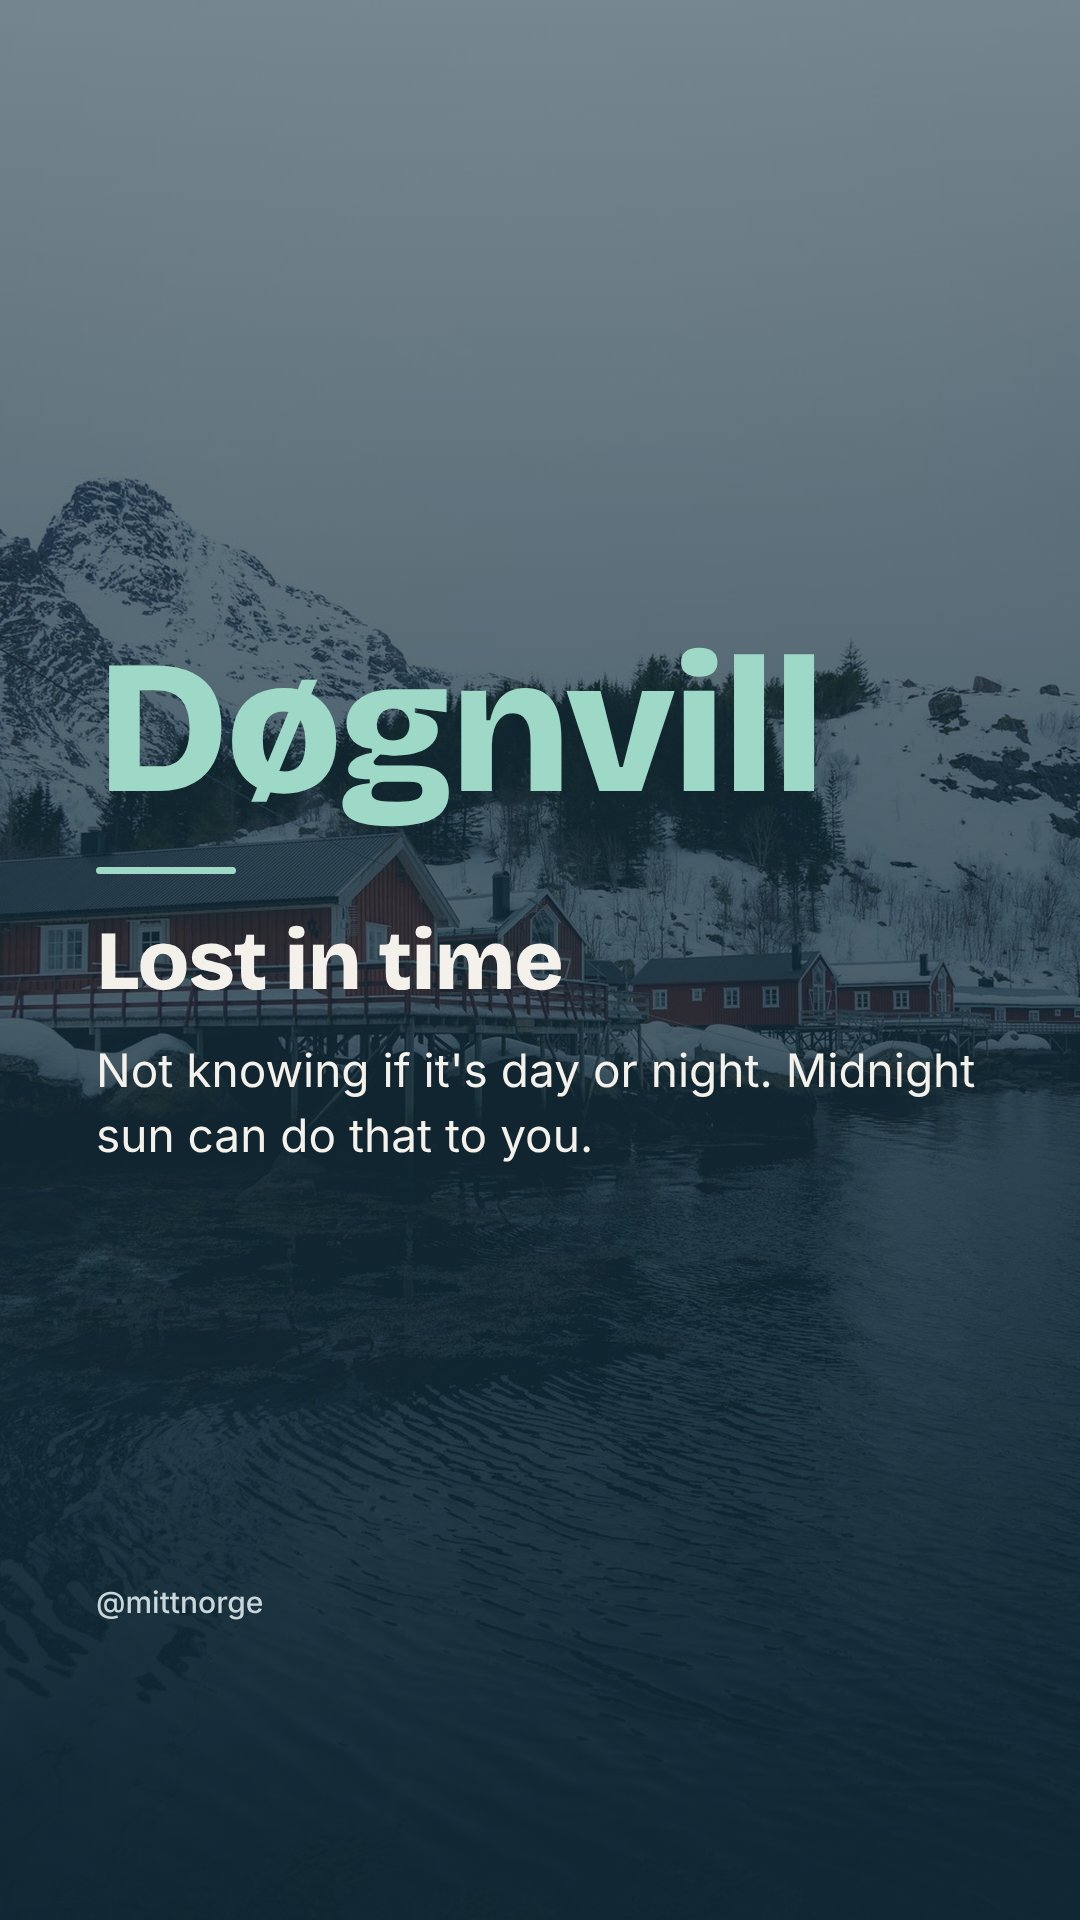 Døgnvill
Lost in time
Not knowing if it's day or night. Midnight
sun can do that to you.
@mittnorge